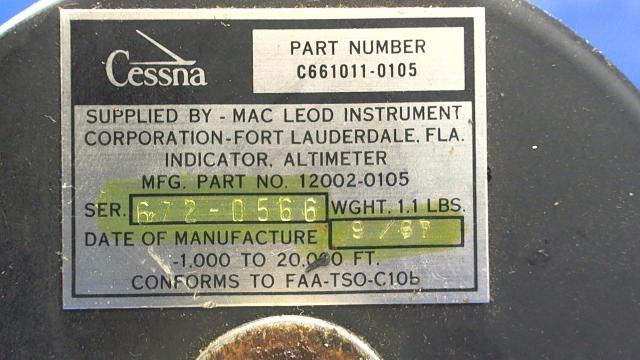 Cessna
PART NUMBER
C661011-0105
SUPPLIED BY - MAC LEOD INSTRUMENT
CORPORATION-FORT LAUDERDALE, FLA.
INDICATOR, ALTIMETER
MFG. PART NO. 12002-0105
SER. 672-0566 WGHT. 1.1 LBS.
DATE OF MANUFACTURE 9/67
-1,000 TO 20,000 FT.
CONFORMS TO FAA-TSO-C10b